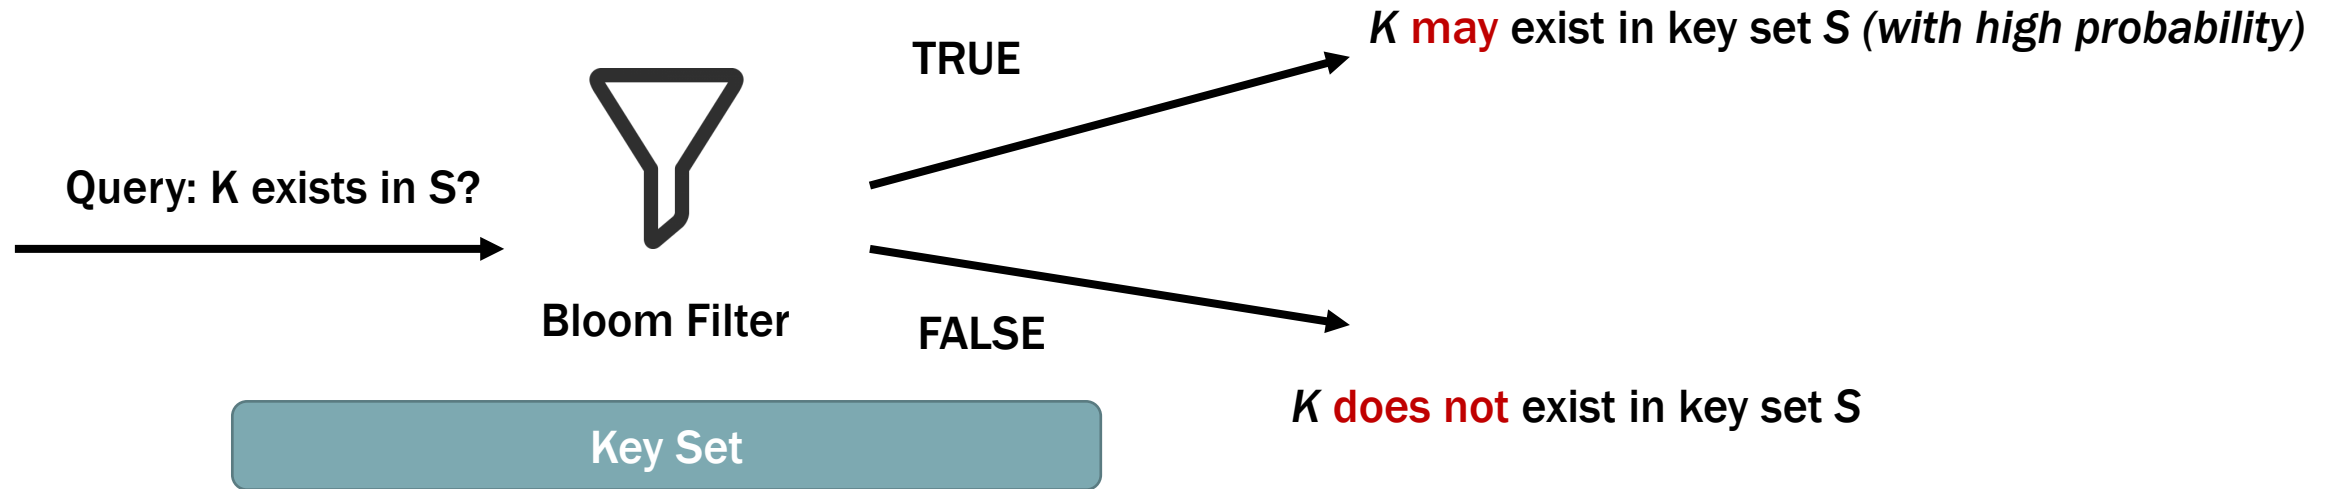 K may exist in key set S (with high probability)
TRUE
Query: K exists in S?
Bloom Filter
FALSE
K does not exist in key set S
Key Set